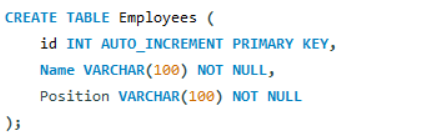 CREATE TABLE Employees (
    id INT AUTO_INCREMENT PRIMARY KEY,
    Name VARCHAR(100) NOT NULL,
    Position VARCHAR(100) NOT NULL
);